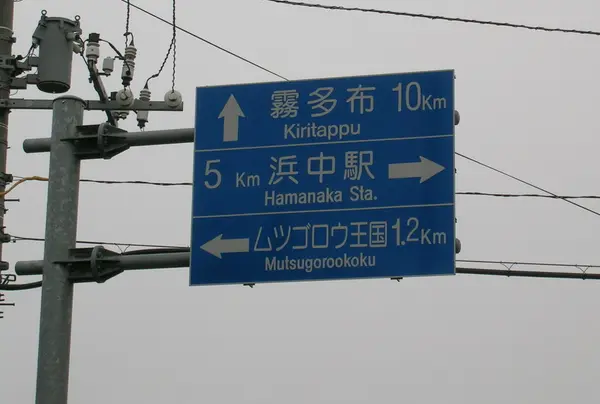 霧多布 10Km
Kiritappu
5 Km 浜中駅
Hamanaka Sta.
ムツゴロウ王国 1.2Km
Mutsugorookoku